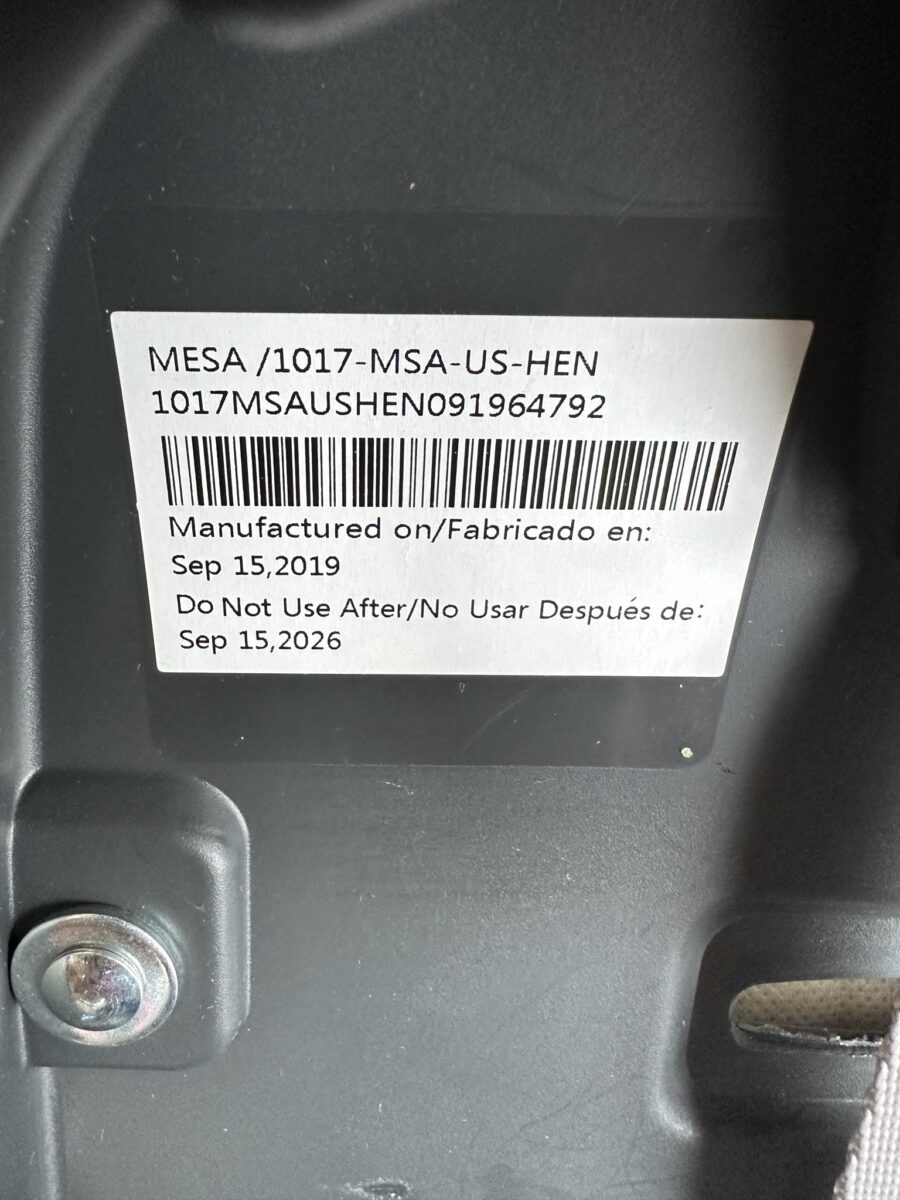 MESA /1017-MSA-US-HEN
1017MSAUSHEN091964792
Manufactured on/Fabricado en:
Sep 15,2019
Do Not Use After/No Usar Después de:
Sep 15,2026